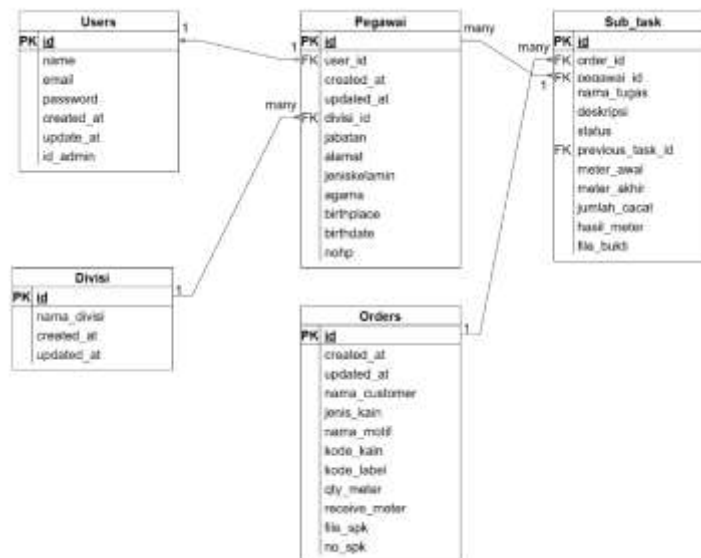 Users
PK id
name
email
password
created_at
update_at
id_admin
1
1
Pegawai
PK id
FK user_id
created_at
updated_at
FK divisi_id
jabatan
alamat
jeniskelamin
agama
birthplace
birthdate
nohp
many
many
Sub_task
PK id
FK order_id
FK pegawai_id
nama_tugas
deskripsi
status
FK previous_task_id
meter_awal
meter_akhir
jumlah_cacat
hasil_meter
file_bukti
many
1
Divisi
PK id
nama_divisi
created_at
updated_at
1
Orders
PK id
created_at
updated_at
nama_customer
jenis_kain
nama_motif
kode_kain
kode_label
qty_meter
receive_meter
file_spk
no_spk
1